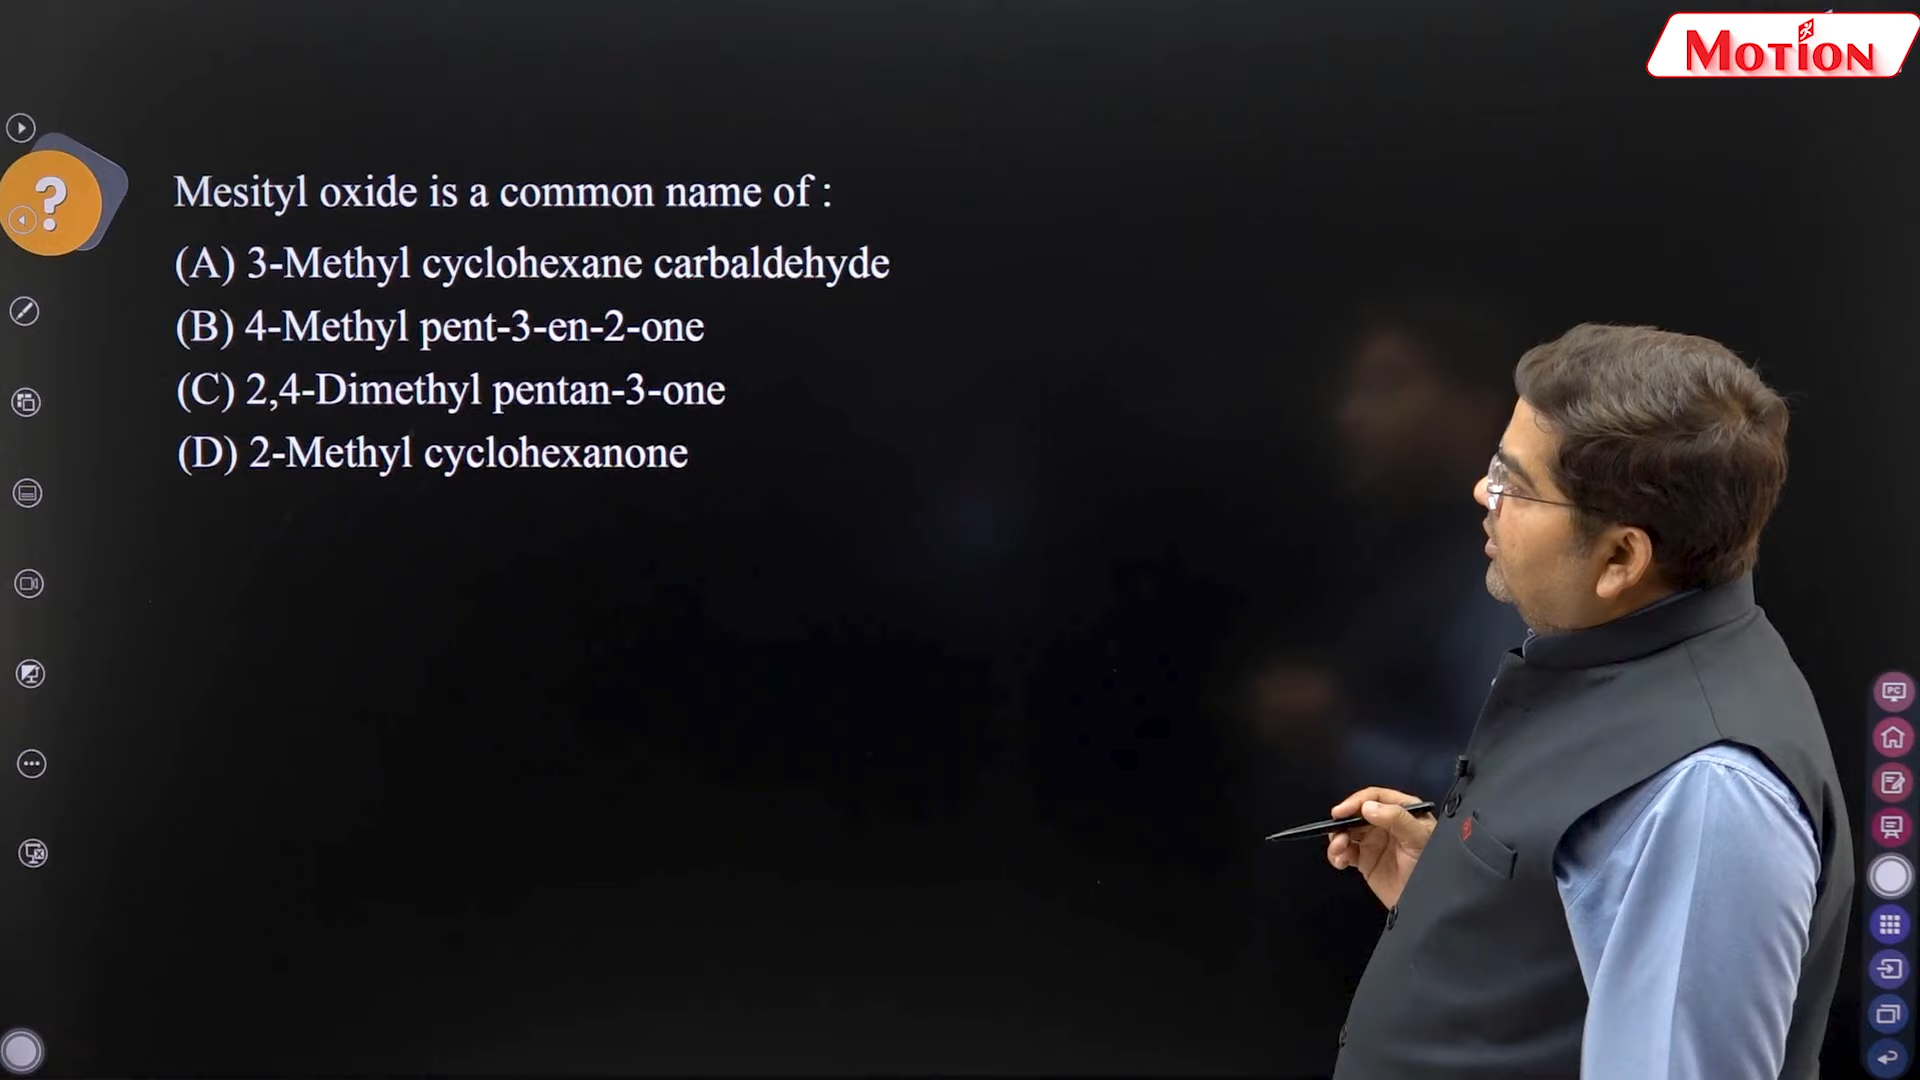 MOTION
Mesityl oxide is a common name of :
(A) 3-Methyl cyclohexane carbaldehyde
(B) 4-Methyl pent-3-en-2-one
(C) 2,4-Dimethyl pentan-3-one
(D) 2-Methyl cyclohexanone
?
PC